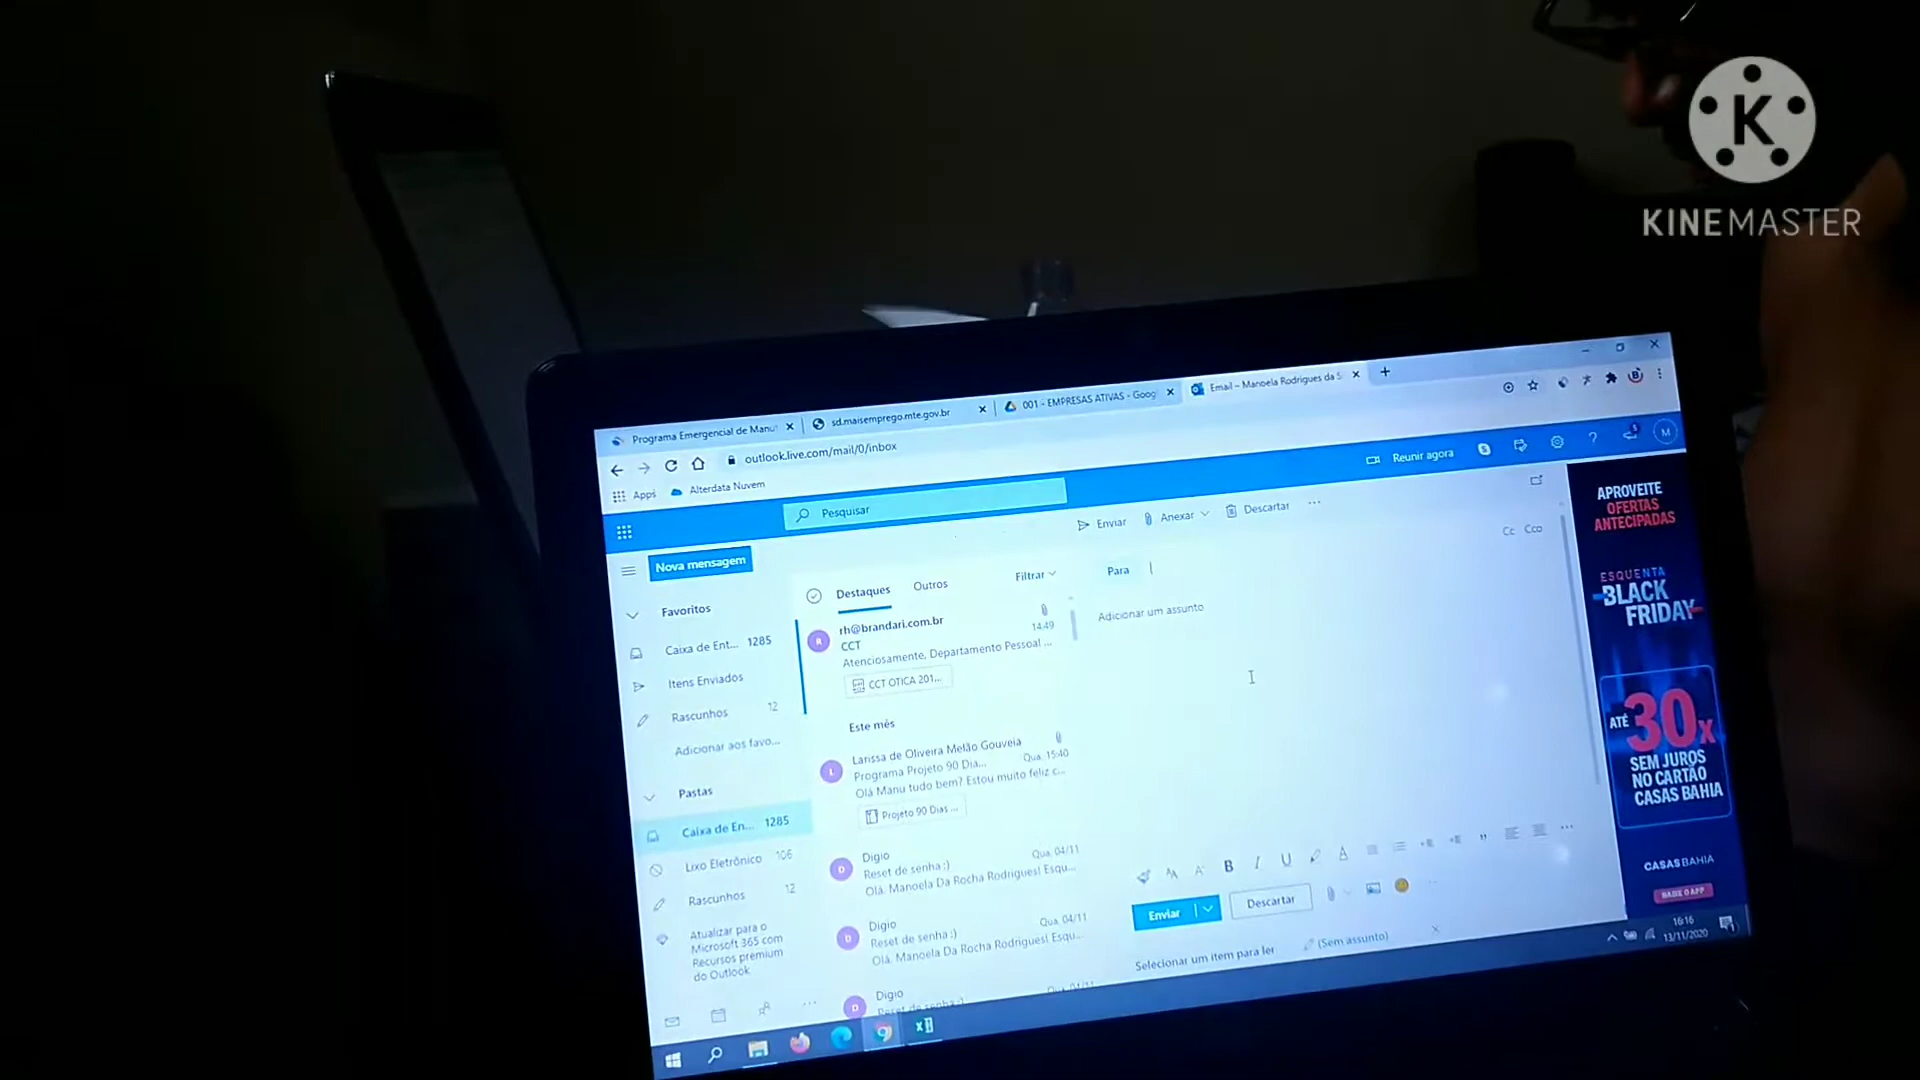 KINEMASTER
Programa Emergencial de Manu
sd.maisemprego.mte.gov.br
001 - EMPRESAS ATIVAS - Goog
Email – Manoela Rodrigues da S
outlook.live.com/mail/0/inbox
Apps
Alterdata Nuvem
Pesquisar
Reunir agora
M
Nova mensagem
Enviar
Anexar
Descartar
Cc
Cco
Favoritos
Caixa de Ent...
1285
Itens Enviados
Rascunhos
12
Adicionar aos favo...
Pastas
Caixa de En...
1285
Lixo Eletrônico
106
Rascunhos
12
Atualizar para o
Microsoft 365 com
Recursos premium
do Outlook
Destaques
Outros
Filtrar
R
rh@brandari.com.br
CCT
14:49
Atenciosamente, Departamento Pessoal ...
CCT OTICA 201...
Este mês
L
Larissa de Oliveira Melão Gouveia
Programa Projeto 90 Dia...
Qua, 15:40
Olá Manu tudo bem? Estou muito feliz c...
Projeto 90 Dias ...
D
Digio
Reset de senha :)
Qua, 04/11
Olá, Manoela Da Rocha Rodrigues! Esqu...
D
Digio
Reset de senha :)
Qua, 04/11
Olá, Manoela Da Rocha Rodrigues! Esqu...
D
Digio
Reset de senha :)
Para
Adicionar um assunto
Enviar
Descartar
Selecionar um item para ler
(Sem assunto)
APROVEITE
OFERTAS
ANTECIPADAS
ESQUENTA
BLACK
FRIDAY
ATÉ
30x
SEM JUROS
NO CARTÃO
CASAS BAHIA
CASASBAHIA
BAIXE O APP
16:16
13/11/2020